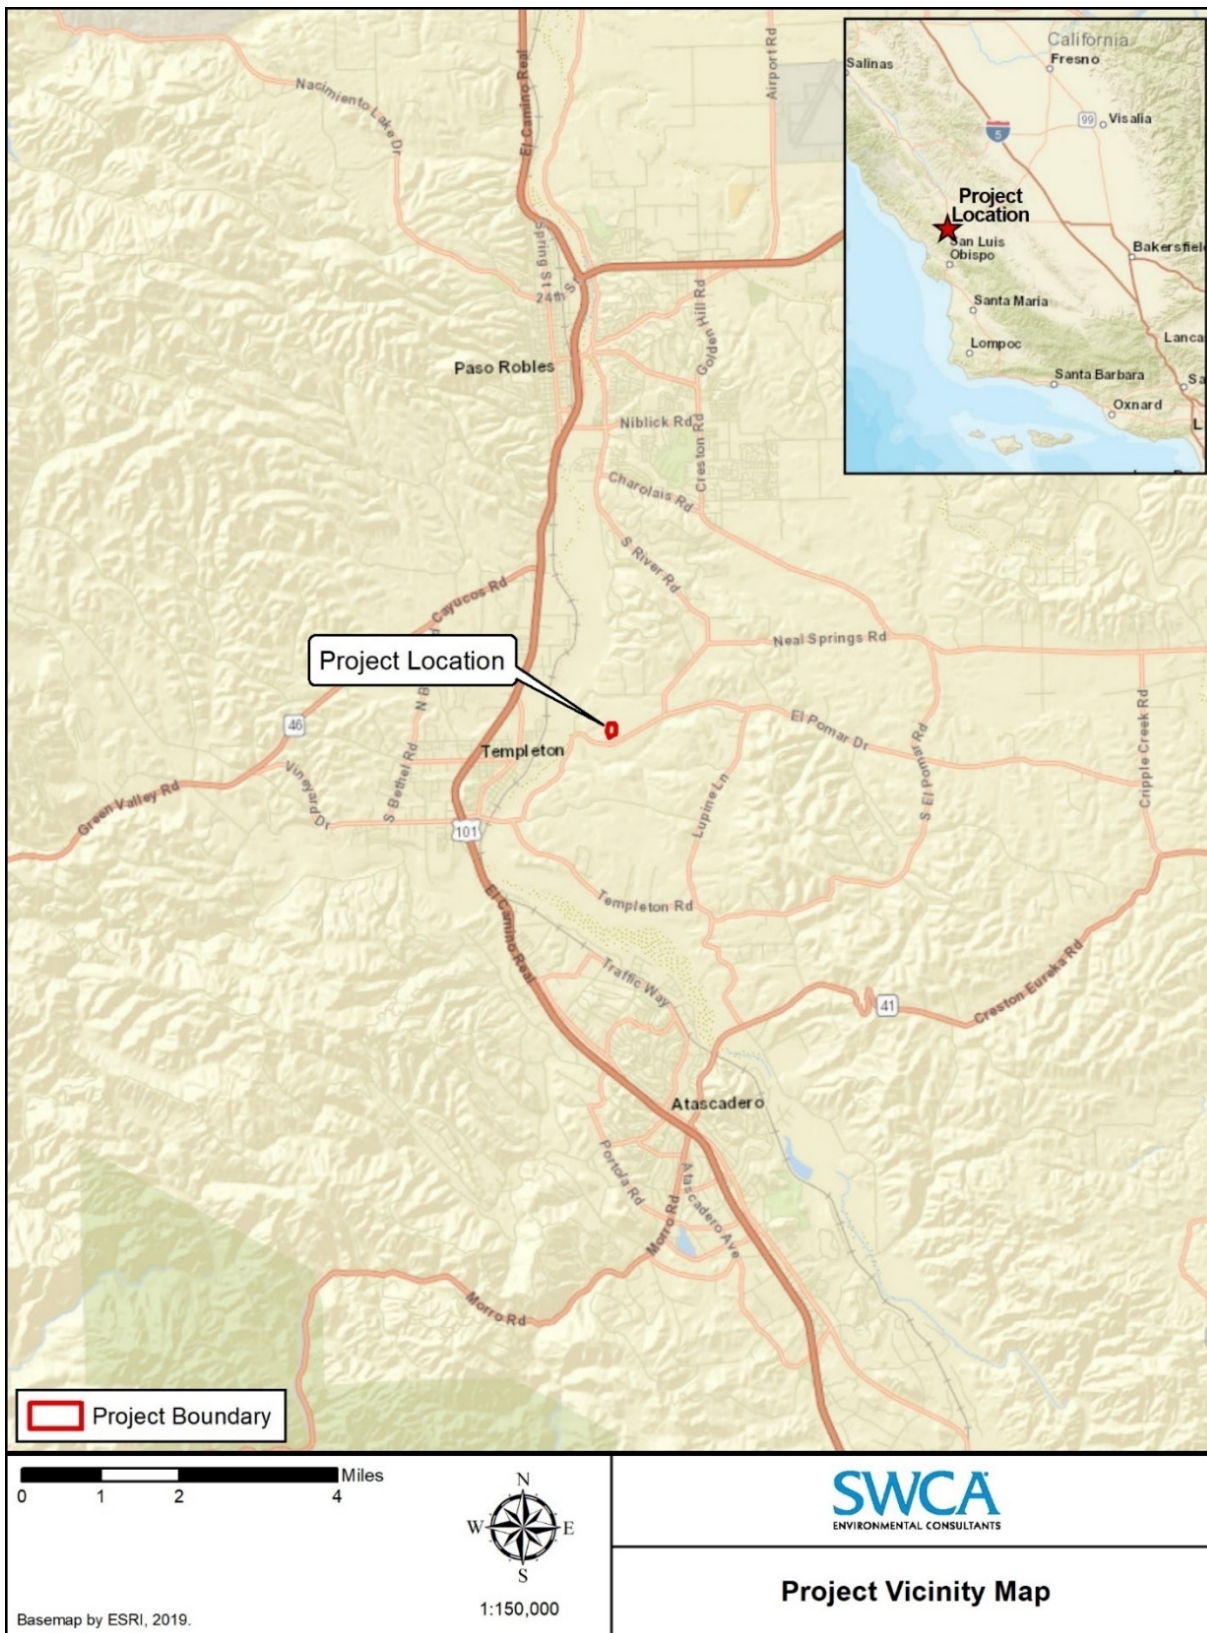 Nacimiento Lake Dr
El Camino Real
Airport Rd
California
Salinas
Fresno
99
Visalia
5
Project
Location
San Luis
Obispo
Bakersfield
Santa Maria
Lompoc
Lanca
Santa Barbara
Sa
Oxnard
L
Spring St
24th St
Golden Hill Rd
Paso Robles
Niblick Rd
Creston Rd
Charolais Rd
S River Rd
Cayucos Rd
Neal Springs Rd
Project Location
N B
46
El Pomar Dr
Templeton
S Bethel Rd
Vineyard Dr
Green Valley Rd
Lupine Ln
S El Pomar Rd
Cripple Creek Rd
101
El Camino Real
Templeton Rd
Traffic Way
41
Creston Eureka Rd
Atascadero
Portola Rd
Morro Rd
Atascadero Ave
Morro Rd
Project Boundary
Miles
0 1 2 4
N
W E
S
1:150,000
Basemap by ESRI, 2019.
SWCA
ENVIRONMENTAL CONSULTANTS
Project Vicinity Map